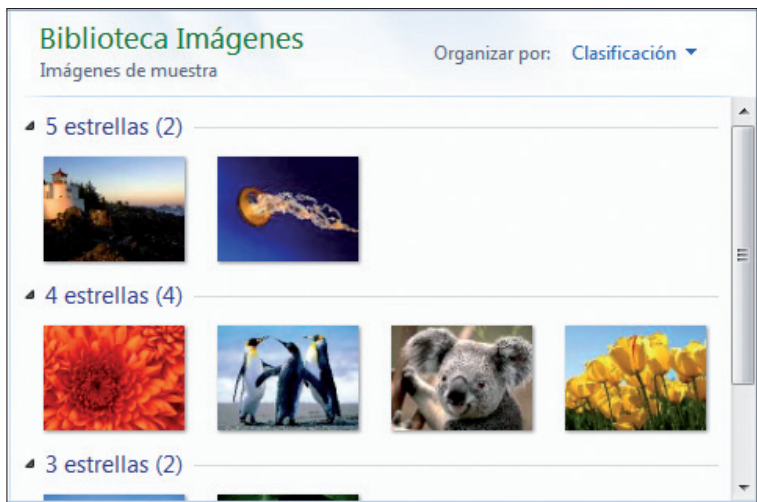 Biblioteca Imágenes
Imágenes de muestra
Organizar por: Clasificación
5 estrellas (2)
4 estrellas (4)
3 estrellas (2)